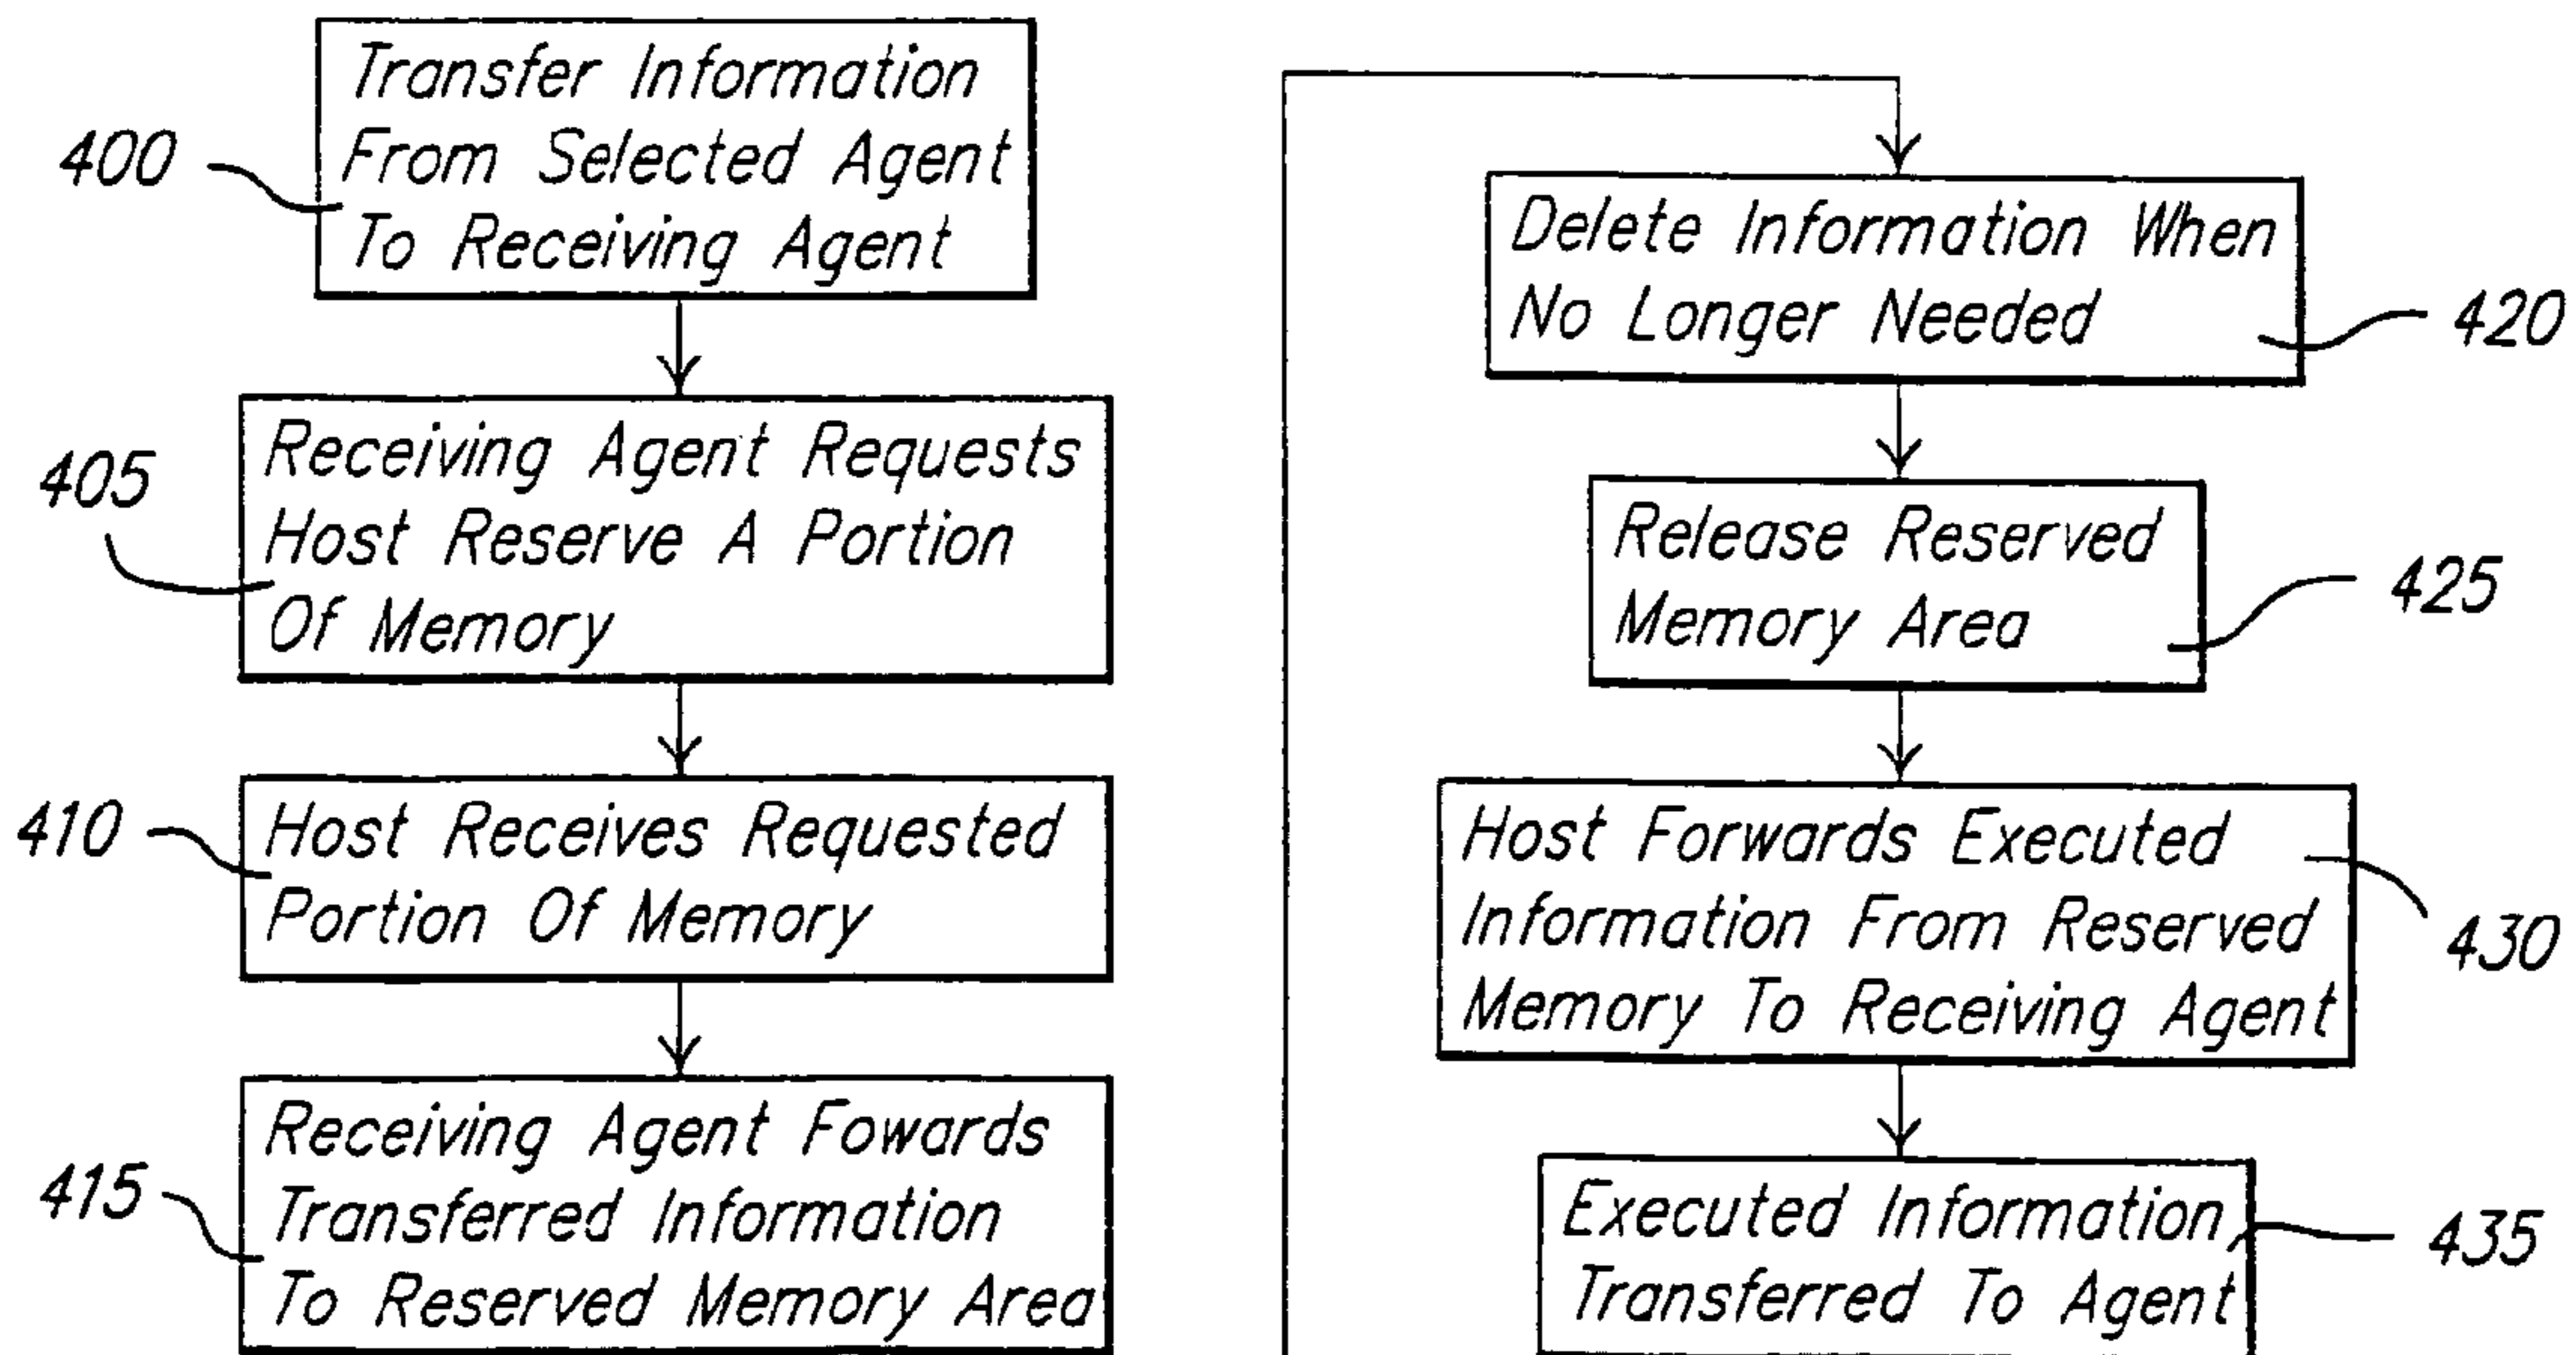 Transfer Information
From Selected Agent
To Receiving Agent
400
Receiving Agent Requests
Host Reserve A Portion
Of Memory
405
Host Receives Requested
Portion Of Memory
410
Receiving Agent Fowards
Transferred Information
To Reserved Memory Area
415
Delete Information When
No Longer Needed
420
Release Reserved
Memory Area
425
Host Forwards Executed
Information From Reserved
Memory To Receiving Agent
430
Executed Information
Transferred To Agent
435